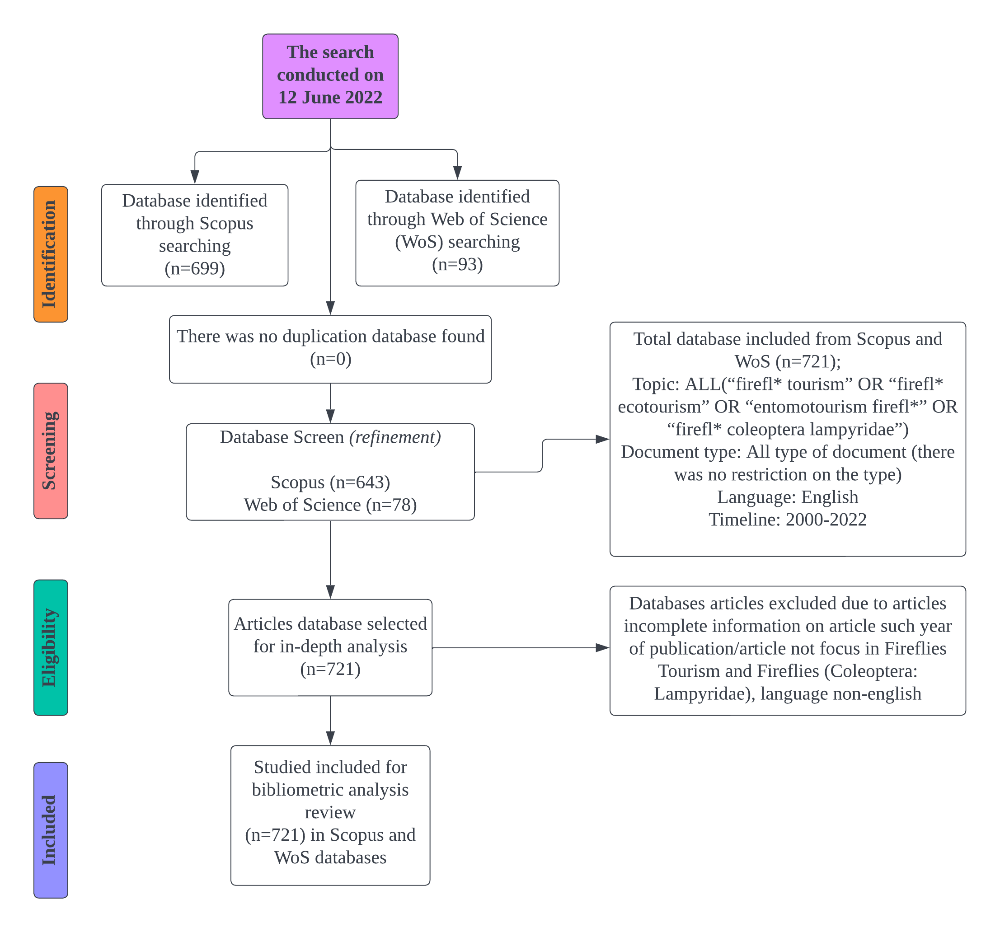 The search
conducted on
12 June 2022
Identification
Database identified
through Scopus
searching
(n=699)
Database identified
through Web of Science
(WoS) searching
(n=93)
There was no duplication database found
(n=0)
Screening
Database Screen (refinement)
Scopus (n=643)
Web of Science (n=78)
Total database included from Scopus and
WoS (n=721);
Topic: ALL(“firefl* tourism” OR “firefl*
ecotourism” OR “entomotourism firefl*” OR
“firefl* coleoptera lampyridae”)
Document type: All type of document (there
was no restriction on the type)
Language: English
Timeline: 2000-2022
Eligibility
Articles database selected
for in-depth analysis
(n=721)
Databases articles excluded due to articles
incomplete information on article such year
of publication/article not focus in Fireflies
Tourism and Fireflies (Coleoptera:
Lampyridae), language non-english
Included
Studied included for
bibliometric analysis
review
(n=721) in Scopus and
WoS databases